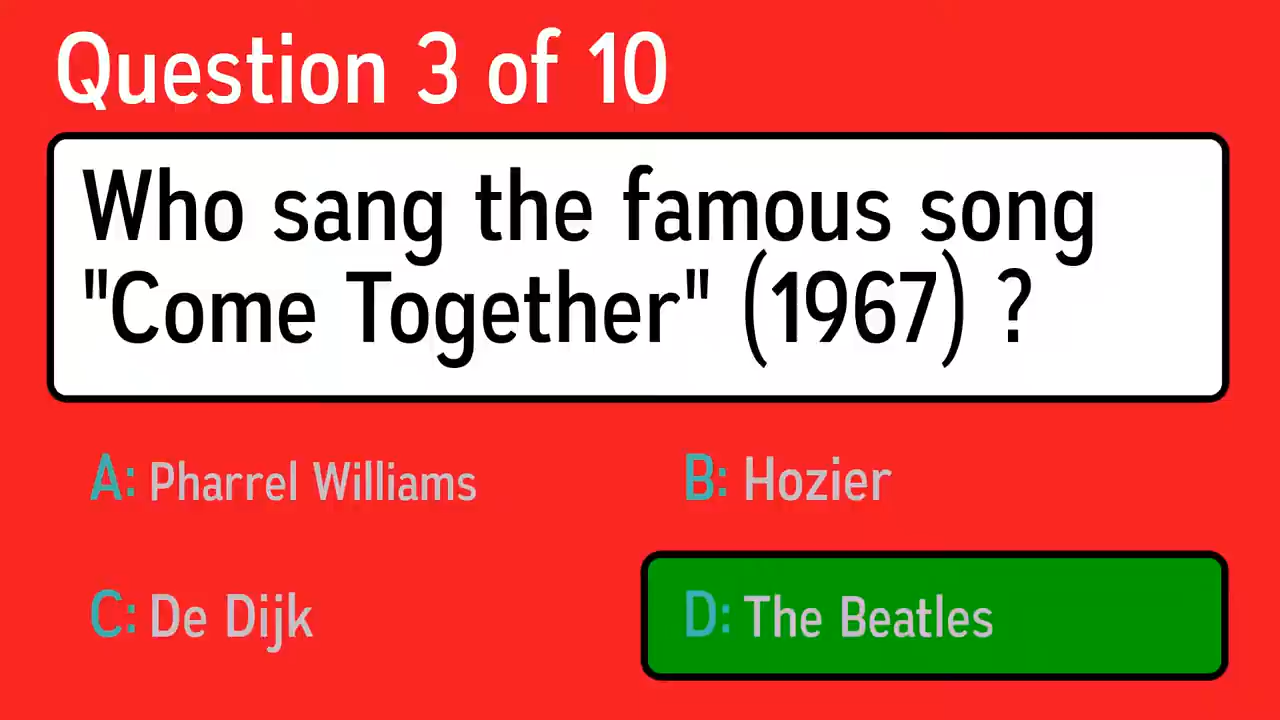 Question 3 of 10
Who sang the famous song
"Come Together" (1967) ?
A: Pharrel Williams
B: Hozier
C: De Dijk
D: The Beatles